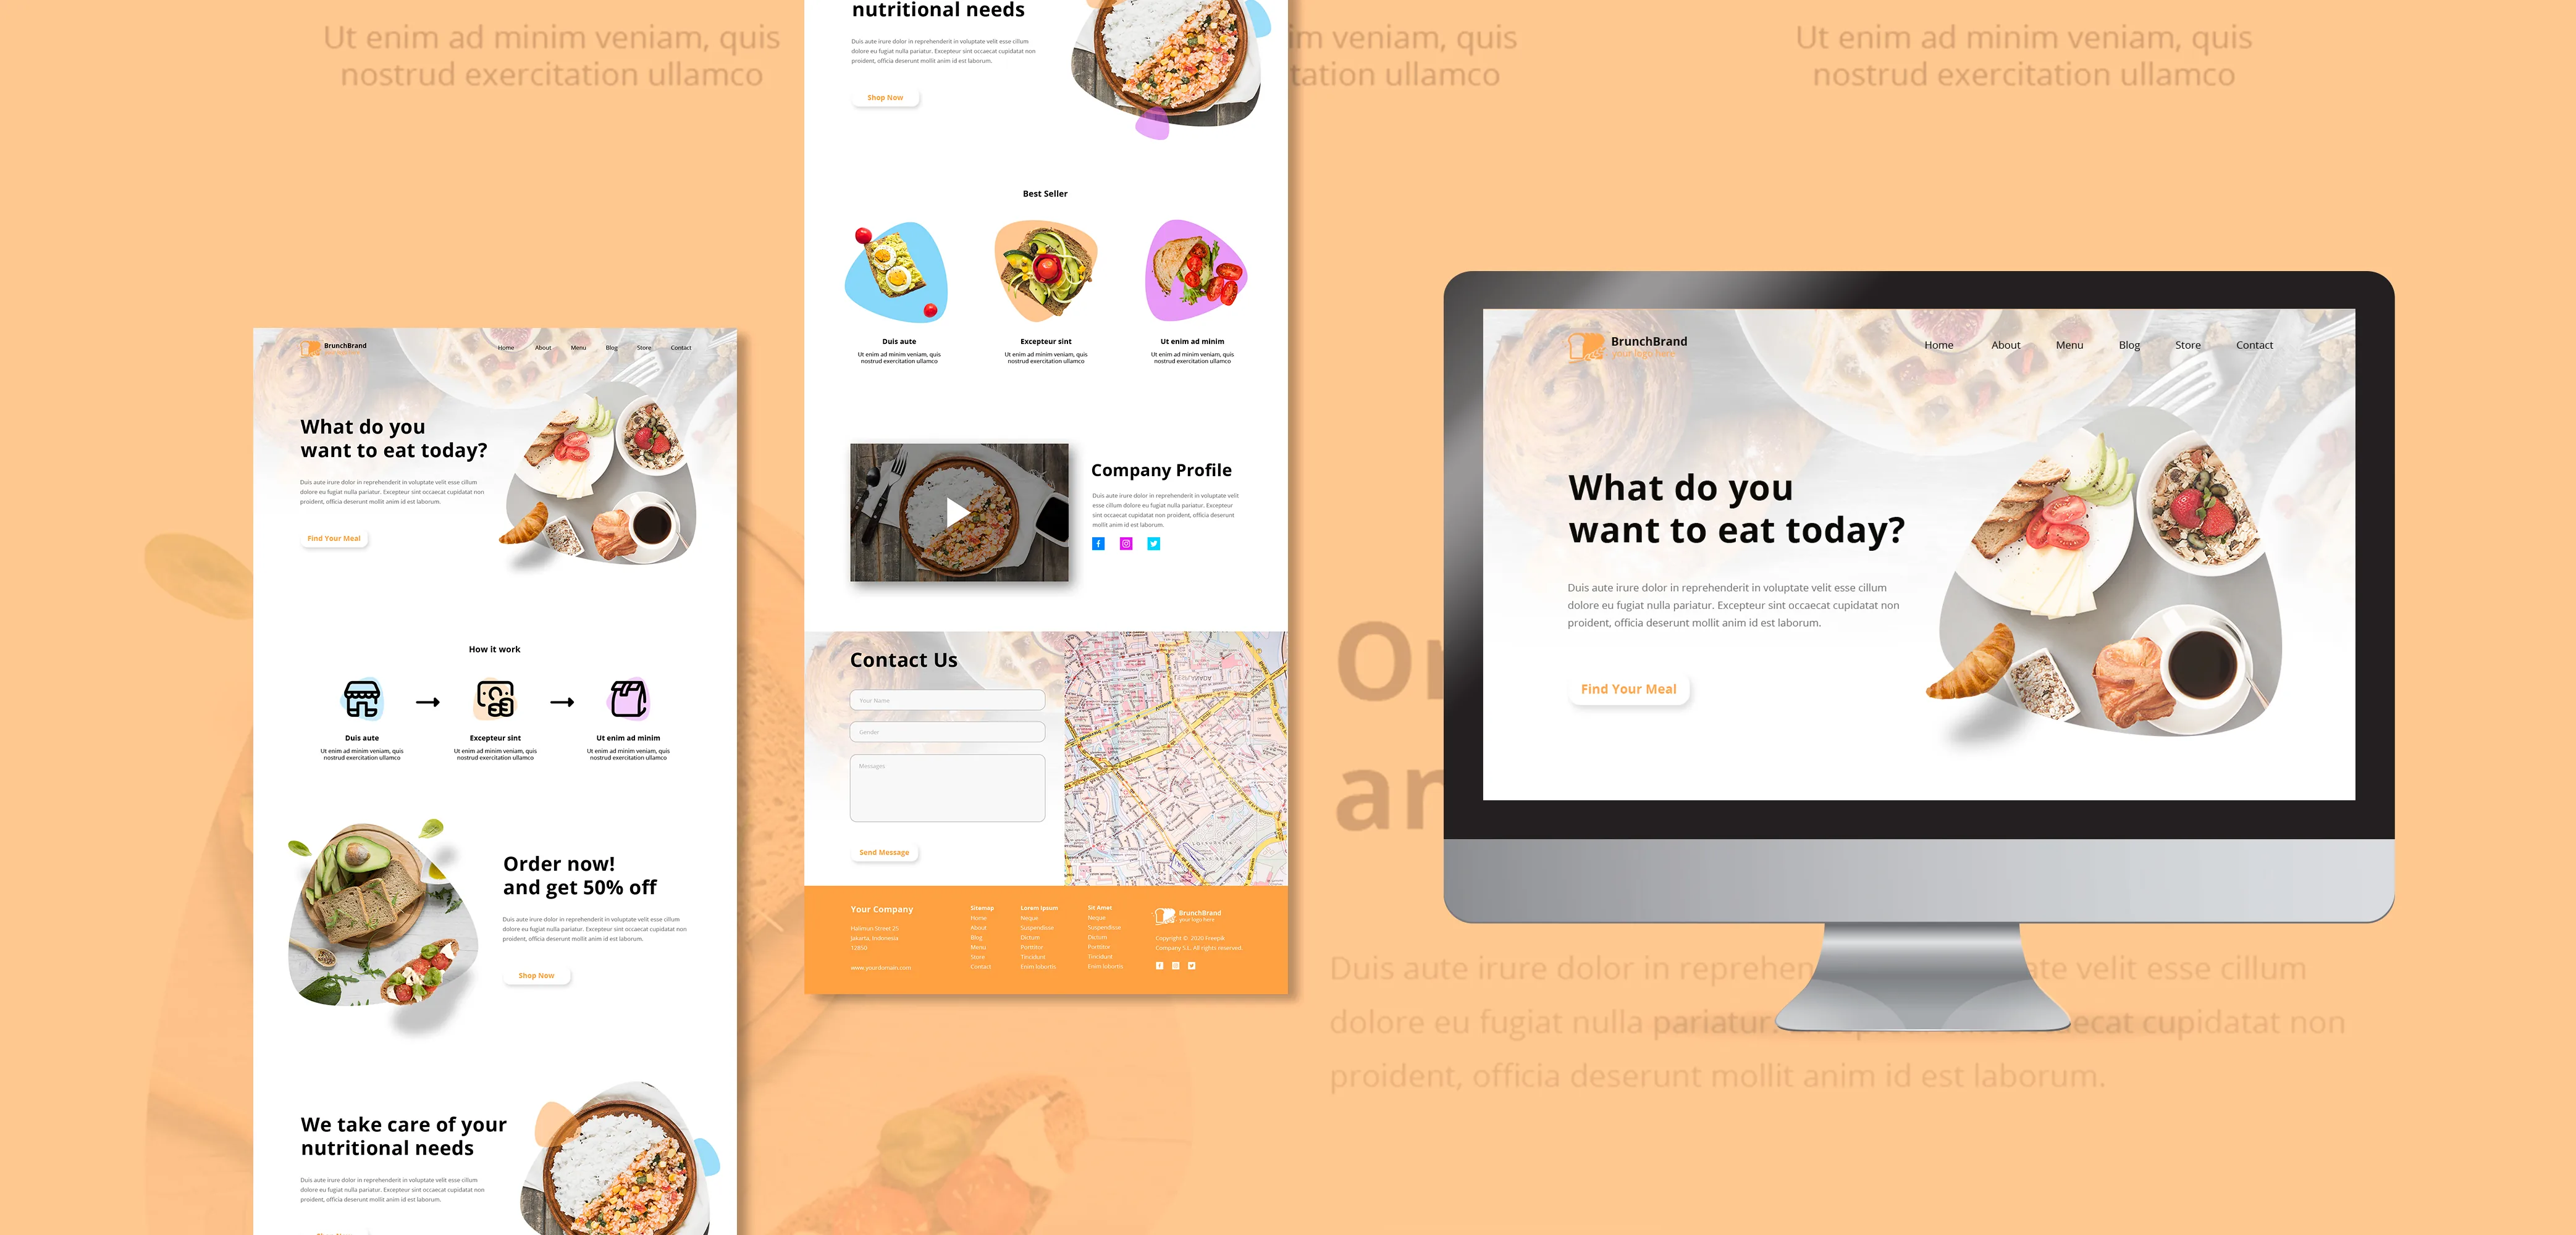 Ut enim ad minim veniam, quis
nostrud exercitation ullamco
im veniam, quis
tation ullamco
Ut enim ad minim veniam, quis
nostrud exercitation ullamco
BrunchBrand
your logo here
Home About Menu Blog Store Contact
What do you
want to eat today?
Duis aute irure dolor in reprehenderit in voluptate velit esse cillum
dolore eu fugiat nulla pariatur. Excepteur sint occaecat cupidatat non
proident, officia deserunt mollit anim id est laborum.
Find Your Meal
How it work
Duis aute
Ut enim ad minim veniam, quis
nostrud exercitation ullamco
Excepteur sint
Ut enim ad minim veniam, quis
nostrud exercitation ullamco
Ut enim ad minim
Ut enim ad minim veniam, quis
nostrud exercitation ullamco
Order now!
and get 50% off
Duis aute irure dolor in reprehenderit in voluptate velit esse cillum
dolore eu fugiat nulla pariatur. Excepteur sint occaecat cupidatat non
proident, officia deserunt mollit anim id est laborum.
Shop Now
We take care of your
nutritional needs
Duis aute irure dolor in reprehenderit in voluptate velit esse cillum
dolore eu fugiat nulla pariatur. Excepteur sint occaecat cupidatat non
proident, officia deserunt mollit anim id est laborum.
nutritional needs
Duis aute irure dolor in reprehenderit in voluptate velit esse cillum
dolore eu fugiat nulla pariatur. Excepteur sint occaecat cupidatat non
proident, officia deserunt mollit anim id est laborum.
Shop Now
Best Seller
Duis aute
Ut enim ad minim veniam, quis
nostrud exercitation ullamco
Excepteur sint
Ut enim ad minim veniam, quis
nostrud exercitation ullamco
Ut enim ad minim
Ut enim ad minim veniam, quis
nostrud exercitation ullamco
Company Profile
Duis aute irure dolor in reprehenderit in voluptate velit
esse cillum dolore eu fugiat nulla pariatur. Excepteur
sint occaecat cupidatat non proident, officia deserunt
mollit anim id est laborum.
Contact Us
Your Name
Gender
Messages
Send Message
Your Company
Halimun Street 25
Jakarta, Indonesia
12850
www.yourdomain.com
Sitemap
Home
About
Blog
Menu
Store
Contact
Lorem Ipsum
Neque
Suspendisse
Dictum
Porttitor
Tincidunt
Enim lobortis
Sit Amet
Neque
Suspendisse
Dictum
Porttitor
Tincidunt
Enim lobortis
BrunchBrand
your logo here
Copyright © 2020 Freepik
Company S.L. All rights reserved.
BrunchBrand
your logo here
Home About Menu Blog Store Contact
What do you
want to eat today?
Duis aute irure dolor in reprehenderit in voluptate velit esse cillum
dolore eu fugiat nulla pariatur. Excepteur sint occaecat cupidatat non
proident, officia deserunt mollit anim id est laborum.
Find Your Meal
Or
ar
Duis aute irure dolor in reprehen ate velit esse cillum
dolore eu fugiat nulla pariatur. ecat cupidatat non
proident, officia deserunt mollit anim id est laborum.